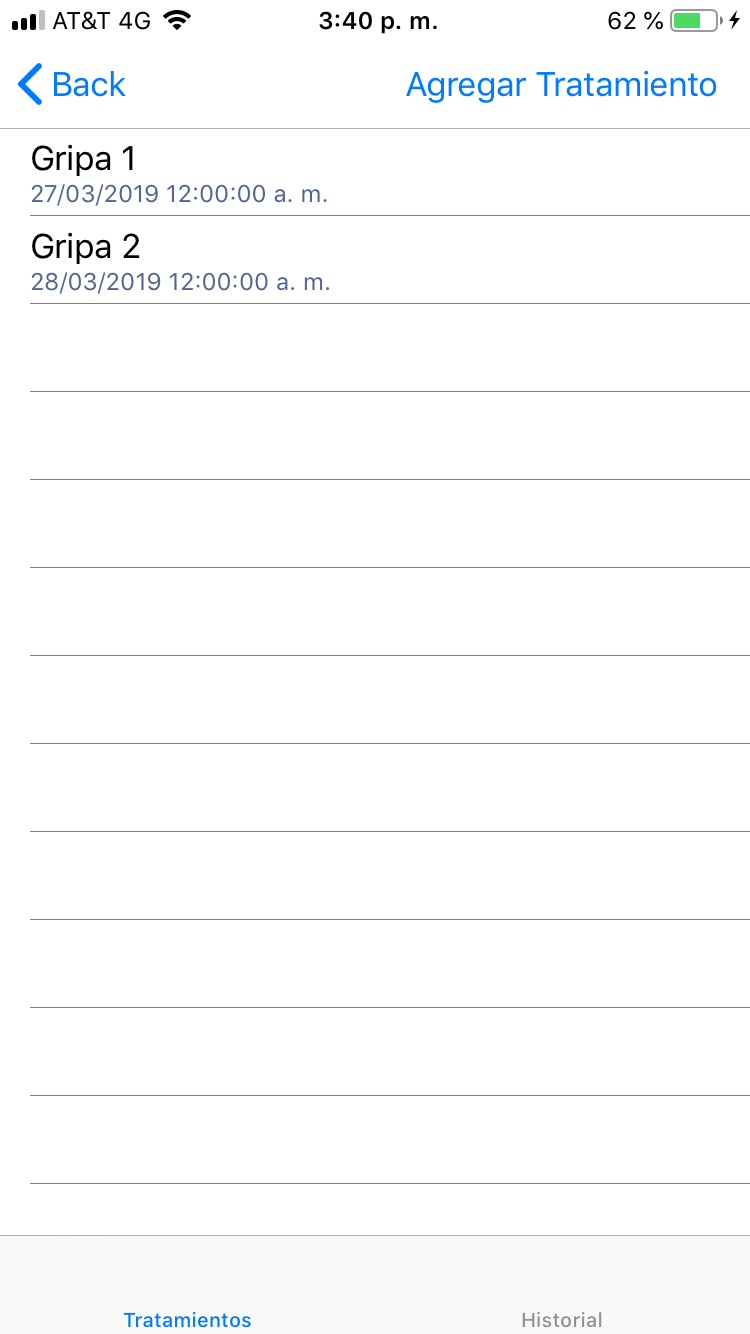 AT&T 4G 3:40 p. m. 62 %
Back Agregar Tratamiento
Gripa 1
27/03/2019 12:00:00 a. m.
Gripa 2
28/03/2019 12:00:00 a. m.
Tratamientos Historial